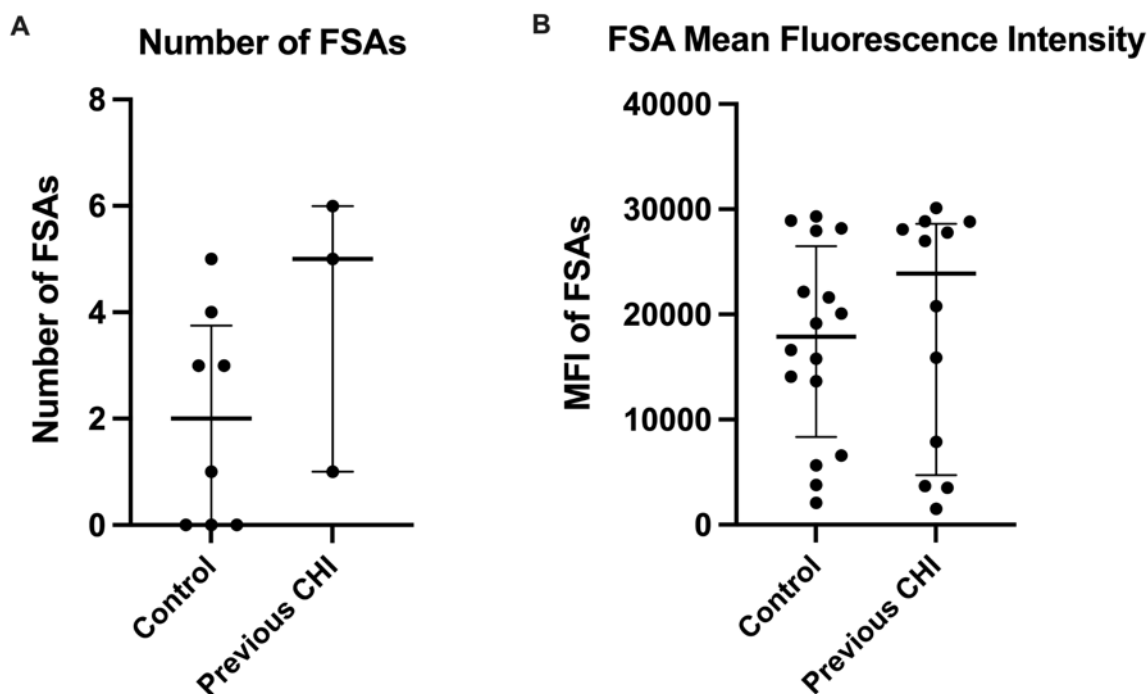 A
Number of FSAs
Number of FSAs
8
6
4
2
0
Control
Previous CHI
B
FSA Mean Fluorescence Intensity
MFI of FSAs
40000
30000
20000
10000
0
Control
Previous CHI